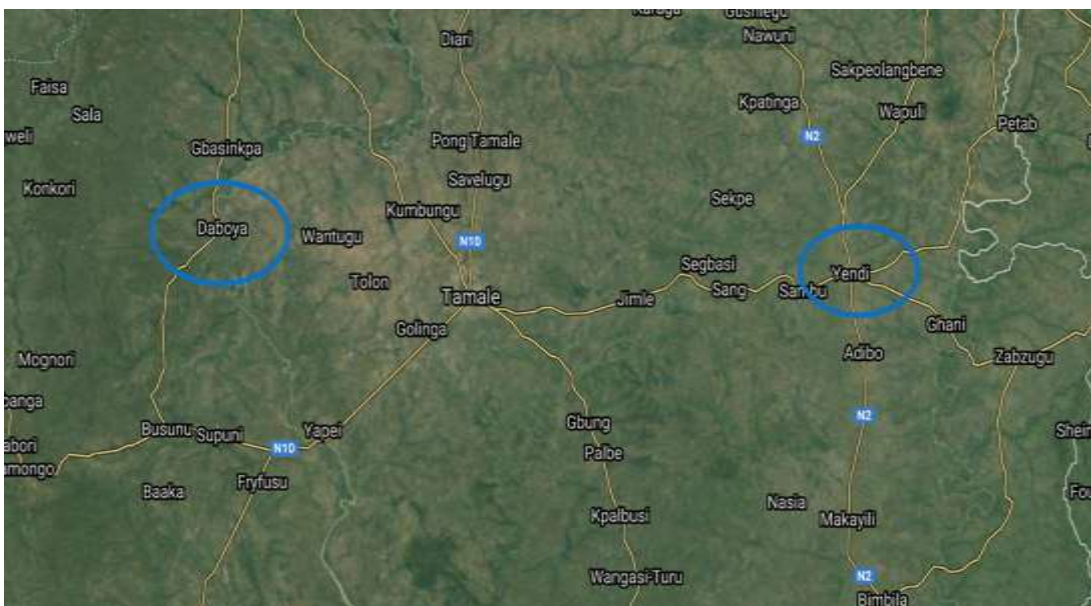 Nawuni
Diari
Sakpeolangbene
Faisa
Kpatinga
Wapuli
Sala
Petab
N2
weli
Pong Tamale
Gbasinkpa
Savelugu
Konkori
Sekpe
Kumbungu
Daboya
Wantugu
N10
Segbasi
Yendi
Tolon
Sang
Sambu
Tamale
Jimle
Golinga
Ghani
Adibo
Zabzugu
Mognori
N2
Gbung
Busunu
Supuni
Yapei
N10
Palbe
Fryfusu
Baaka
Nasia
Kpalbusi
Makayili
Wangasi-Turu
N2
Bimbila